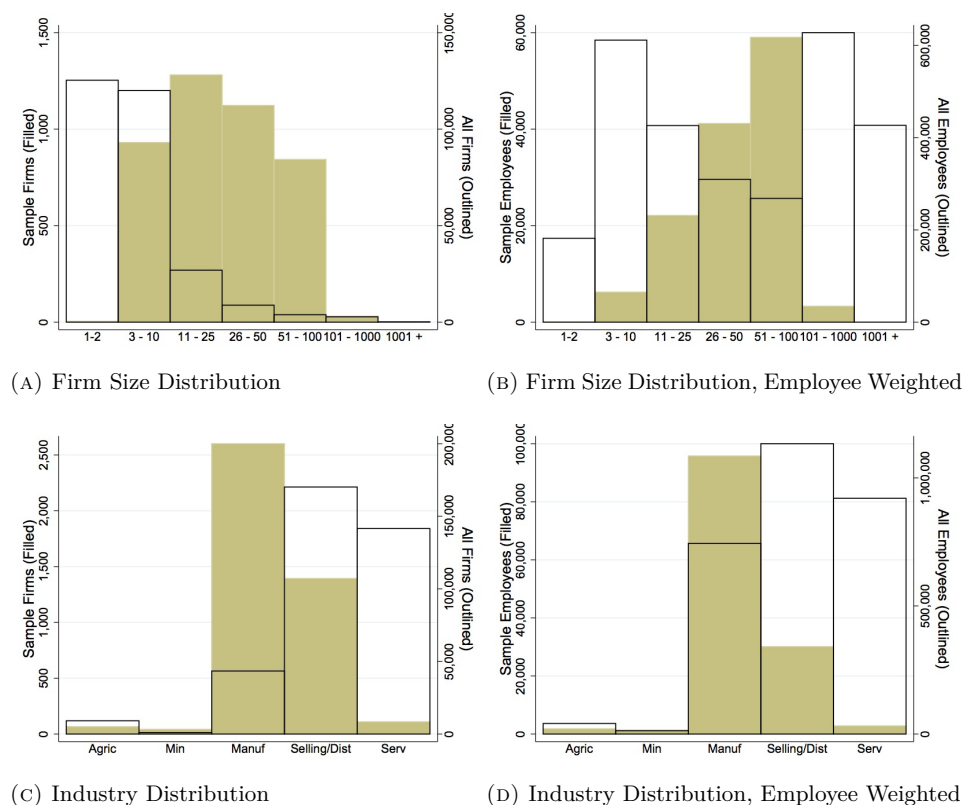 Sample Firms (Filled)
0
500
1,000
1,500
All Firms (Outlined)
0
50,000
100,000
150,000
1-2 3 - 10 11 - 25 26 - 50 51 - 100 101 - 1000 1001 +
(A) Firm Size Distribution
Sample Employees (Filled)
0
20,000
40,000
60,000
All Employees (Outlined)
0
200,000
400,000
600,000
1-2 3 - 10 11 - 25 26 - 50 51 - 100 101 - 1000 1001 +
(B) Firm Size Distribution, Employee Weighted
Sample Firms (Filled)
0
500
1,000
1,500
2,000
2,500
All Firms (Outlined)
0
50,000
100,000
150,000
200,000
Agric Min Manuf Selling/Dist Serv
(C) Industry Distribution
Sample Employees (Filled)
0
20,000
40,000
60,000
80,000
100,000
All Employees (Outlined)
0
500,000
1,000,000
Agric Min Manuf Selling/Dist Serv
(D) Industry Distribution, Employee Weighted